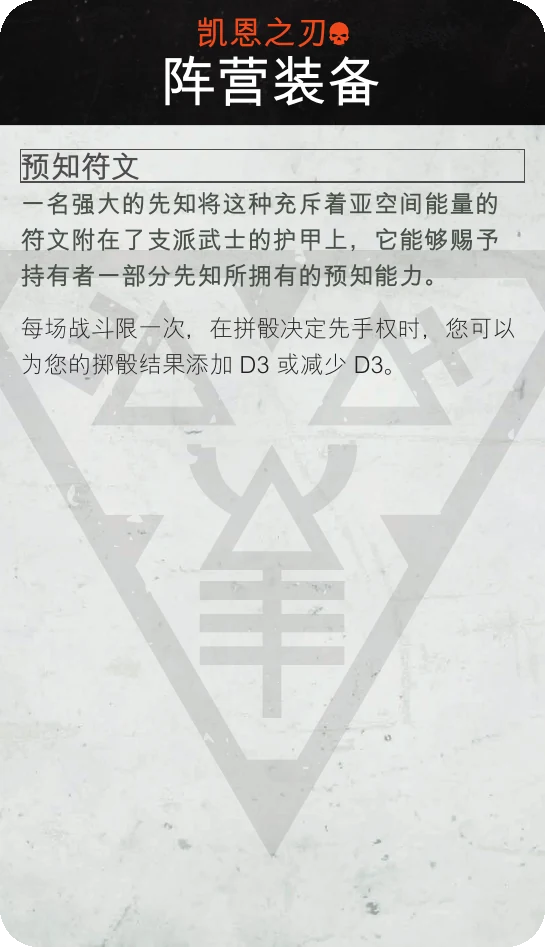 凯恩之刃
阵营装备
预知符文
一名强大的先知将这种充斥着亚空间能量的
符文附在了支派武士的护甲上，它能够赐予
持有者一部分先知所拥有的预知能力。
每场战斗限一次，在拼骰决定先手权时，您可以
为您的掷骰结果添加 D3 或减少 D3。